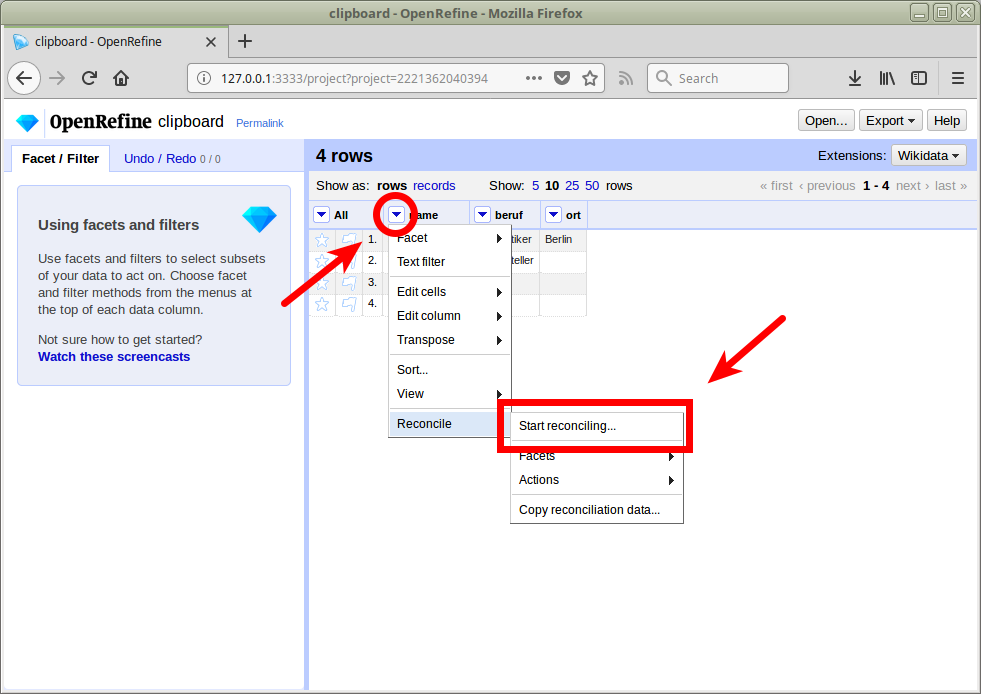 clipboard - OpenRefine - Mozilla Firefox
clipboard - OpenRefine
127.0.0.1:3333/project?project=2221362040394
Search
OpenRefine clipboard Permalink
Open... Export Help
Facet / Filter Undo / Redo 0 / 0
4 rows
Extensions: Wikidata
Show as: rows records Show: 5 10 25 50 rows
« first ‹ previous 1 - 4 next › last »
All name beruf ort
1. tiker Berlin
2. teller
3.
4.
Using facets and filters
Use facets and filters to select subsets
of your data to act on. Choose facet
and filter methods from the menus at
the top of each data column.
Not sure how to get started?
Watch these screencasts
Facet
Text filter
Edit cells
Edit column
Transpose
Sort...
View
Reconcile
Start reconciling...
Facets
Actions
Copy reconciliation data...